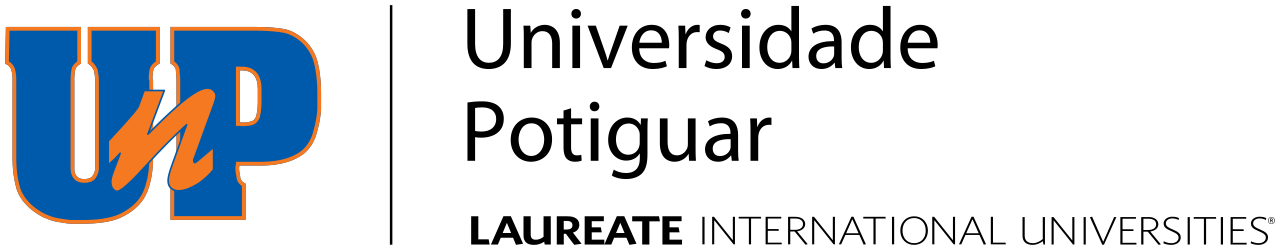 UnP
Universidade
Potiguar
LAUREATE INTERNATIONAL UNIVERSITIES®